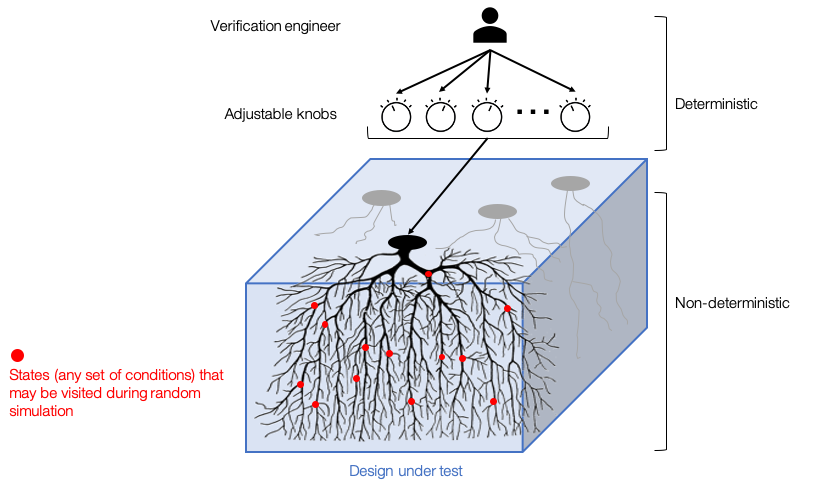 Verification engineer
Adjustable knobs
Deterministic
Non-deterministic
States (any set of conditions) that
may be visited during random
simulation
Design under test